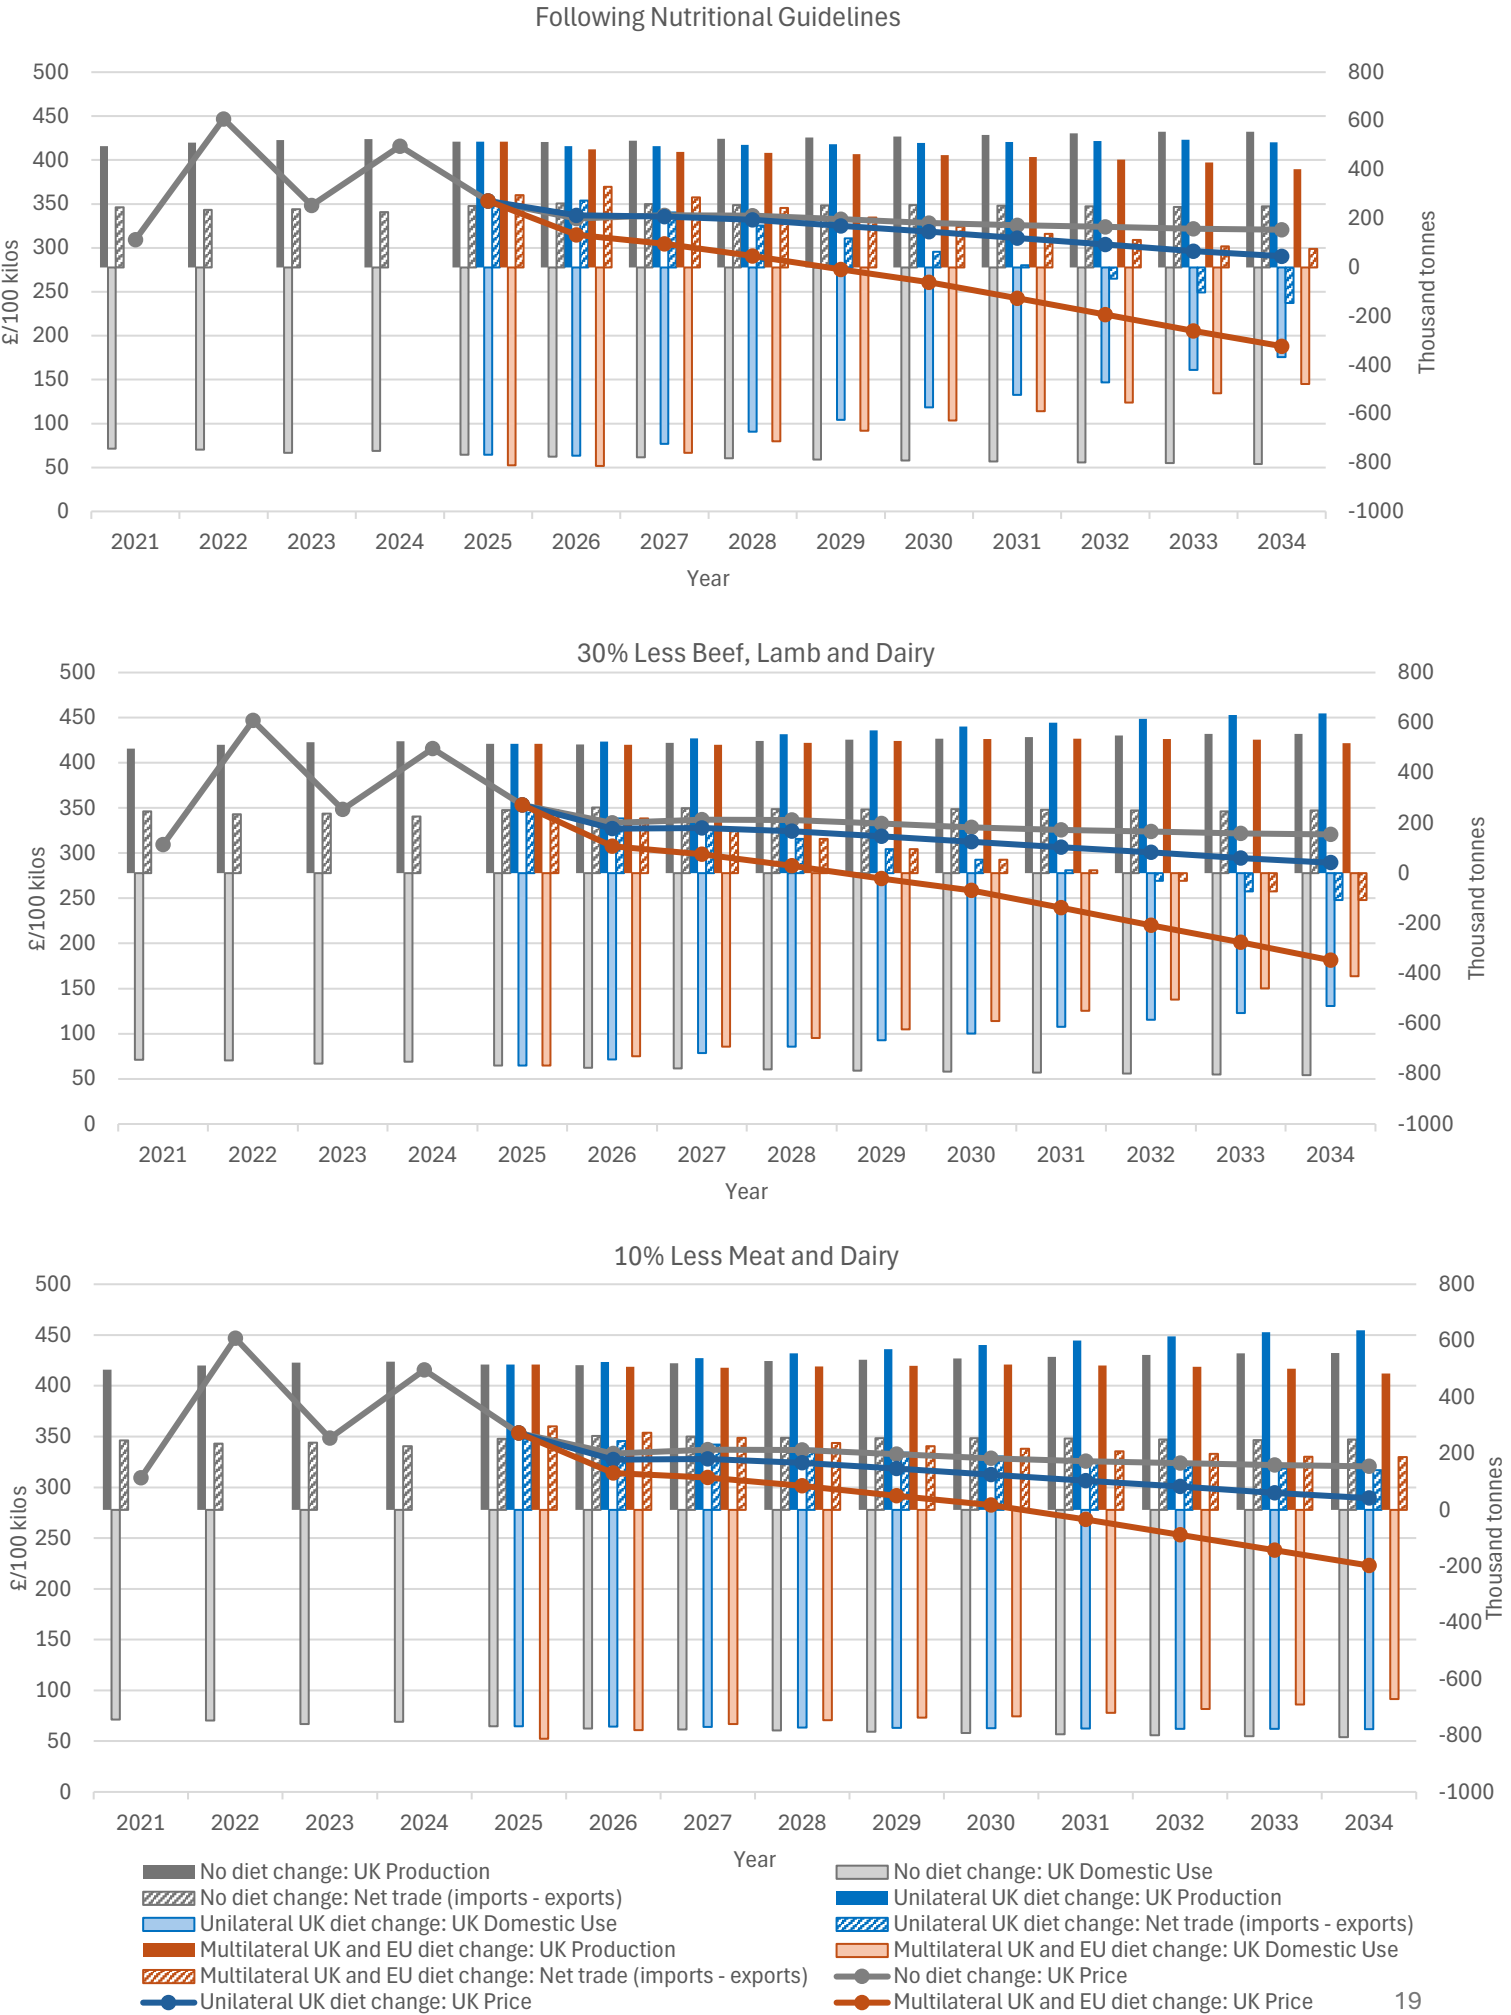 Following Nutritional Guidelines
500 800
450 600
400 400
350 200
300 0
250 -200
200 -400
150 -600
100 -800
50 -1000
0
£/100 kilos
Thousand tonnes
2021 2022 2023 2024 2025 2026 2027 2028 2029 2030 2031 2032 2033 2034
Year
30% Less Beef, Lamb and Dairy
500 800
450 600
400 400
350 200
300 0
250 -200
200 -400
150 -600
100 -800
50 -1000
0
£/100 kilos
Thousand tonnes
2021 2022 2023 2024 2025 2026 2027 2028 2029 2030 2031 2032 2033 2034
Year
10% Less Meat and Dairy
500 800
450 600
400 400
350 200
300 0
250 -200
200 -400
150 -600
100 -800
50 -1000
0
£/100 kilos
Thousand tonnes
2021 2022 2023 2024 2025 2026 2027 2028 2029 2030 2031 2032 2033 2034
Year
No diet change: UK Production
No diet change: UK Domestic Use
No diet change: Net trade (imports - exports)
Unilateral UK diet change: UK Production
Unilateral UK diet change: UK Domestic Use
Unilateral UK diet change: Net trade (imports - exports)
Multilateral UK and EU diet change: UK Production
Multilateral UK and EU diet change: UK Domestic Use
Multilateral UK and EU diet change: Net trade (imports - exports)
No diet change: UK Price
Unilateral UK diet change: UK Price
Multilateral UK and EU diet change: UK Price
19